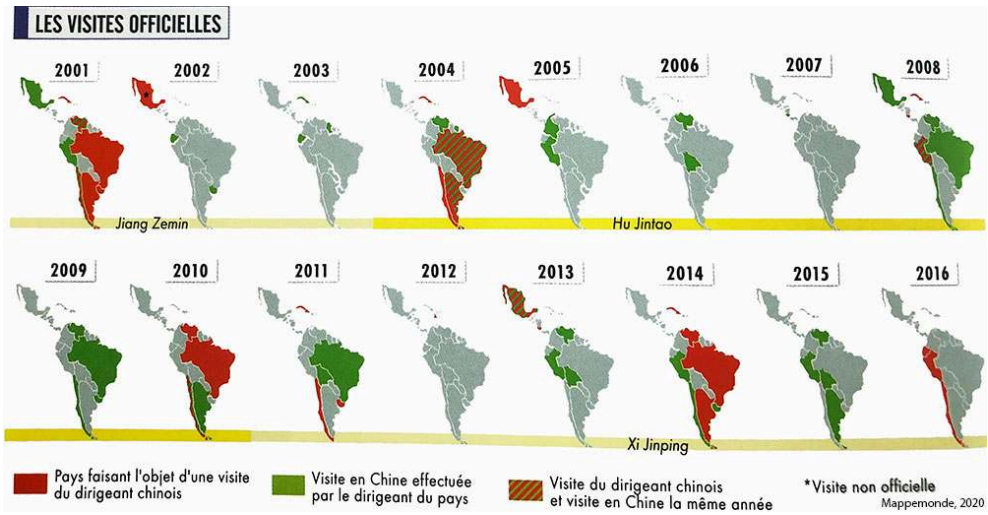 LES VISITES OFFICIELLES
2001
2002
2003
2004
2005
2006
2007
2008
Jiang Zemin
Hu Jintao
2009
2010
2011
2012
2013
2014
2015
2016
Xi Jinping
Pays faisant l'objet d'une visite
du dirigeant chinois
Visite en Chine effectuée
par le dirigeant du pays
Visite du dirigeant chinois
et visite en Chine la même année
*Visite non officielle
Mappemonde, 2020